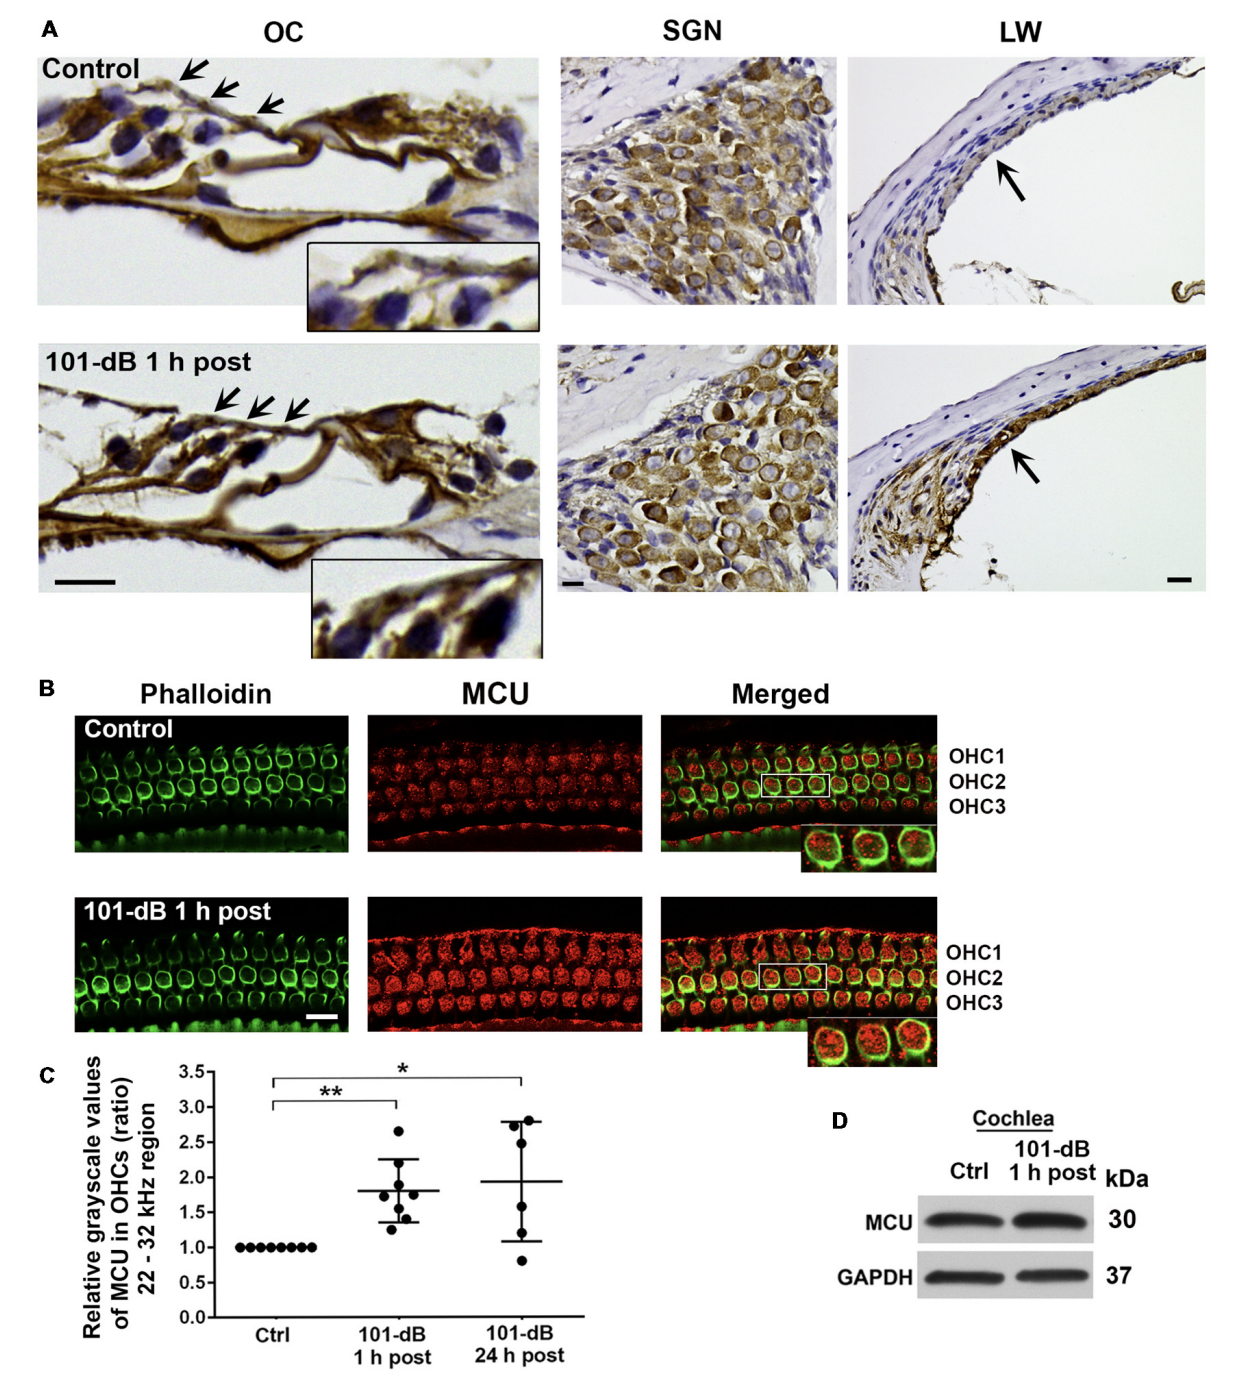 A
OC
SGN
LW
Control
101-dB 1 h post
B
Phalloidin
MCU
Merged
Control
OHC1
OHC2
OHC3
101-dB 1 h post
OHC1
OHC2
OHC3
C
Relative grayscale values
of MCU in OHCs (ratio)
22 - 32 kHz region
3.5
3.0
2.5
2.0
1.5
1.0
0.5
0.0
*
**
Ctrl
101-dB
1 h post
101-dB
24 h post
D
Cochlea
Ctrl
101-dB
1 h post
kDa
MCU
30
GAPDH
37